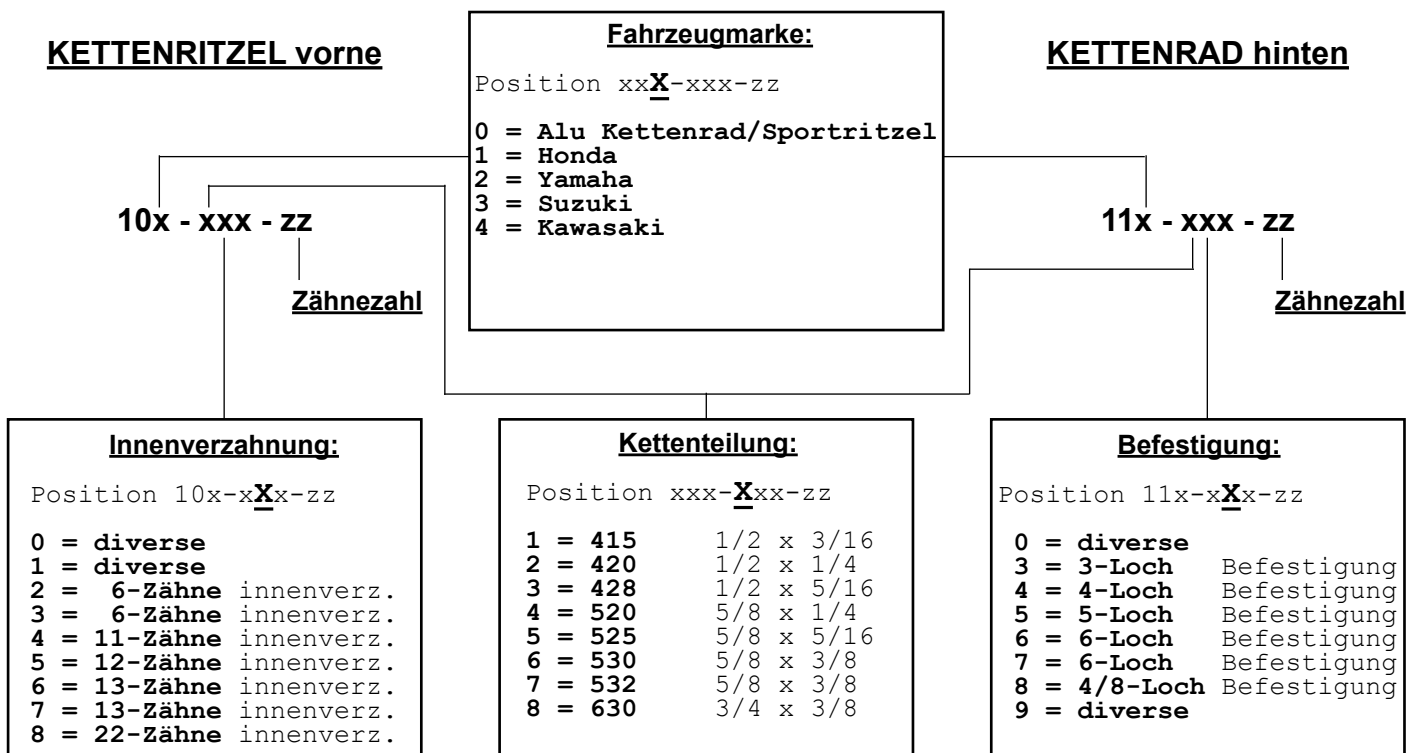 KETTENRITZEL vorne
Fahrzeugmarke:
Position xxX-xxx-zz
0 = Alu Kettenrad/Sportritzel
1 = Honda
2 = Yamaha
3 = Suzuki
4 = Kawasaki
KETTENRAD hinten
10x - xxx - zz
Zähnezahl
11x - xxx - zz
Zähnezahl
Innenverzahnung:
Position 10x-xXx-zz
0 = diverse
1 = diverse
2 = 6-Zähne innenverz.
3 = 6-Zähne innenverz.
4 = 11-Zähne innenverz.
5 = 12-Zähne innenverz.
6 = 13-Zähne innenverz.
7 = 13-Zähne innenverz.
8 = 22-Zähne innenverz.
Kettenteilung:
Position xxx-Xxx-zz
1 = 415 1/2 x 3/16
2 = 420 1/2 x 1/4
3 = 428 1/2 x 5/16
4 = 520 5/8 x 1/4
5 = 525 5/8 x 5/16
6 = 530 5/8 x 3/8
7 = 532 5/8 x 3/8
8 = 630 3/4 x 3/8
Befestigung:
Position 11x-xXx-zz
0 = diverse
3 = 3-Loch Befestigung
4 = 4-Loch Befestigung
5 = 5-Loch Befestigung
6 = 6-Loch Befestigung
7 = 6-Loch Befestigung
8 = 4/8-Loch Befestigung
9 = diverse